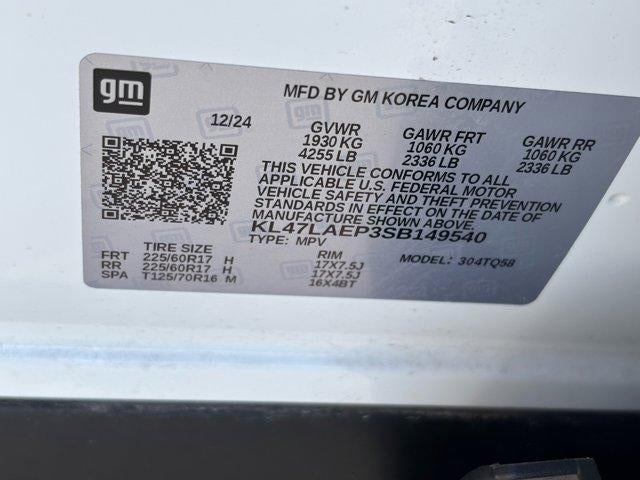 gm
MFD BY GM KOREA COMPANY
12/24
GVWR GAWR FRT GAWR RR
1930 KG 1060 KG 1060 KG
4255 LB 2336 LB 2336 LB
THIS VEHICLE CONFORMS TO ALL
APPLICABLE U.S. FEDERAL MOTOR
VEHICLE SAFETY AND THEFT PREVENTION
STANDARDS IN EFFECT ON THE DATE OF
MANUFACTURE SHOWN ABOVE.
KL47LAEP3SB149540
TYPE: MPV MODEL: 304TQ58
TIRE SIZE RIM
FRT 225/60R17 H 17X7.5J
RR 225/60R17 H 17X7.5J
SPA T125/70R16 M 16X4BT